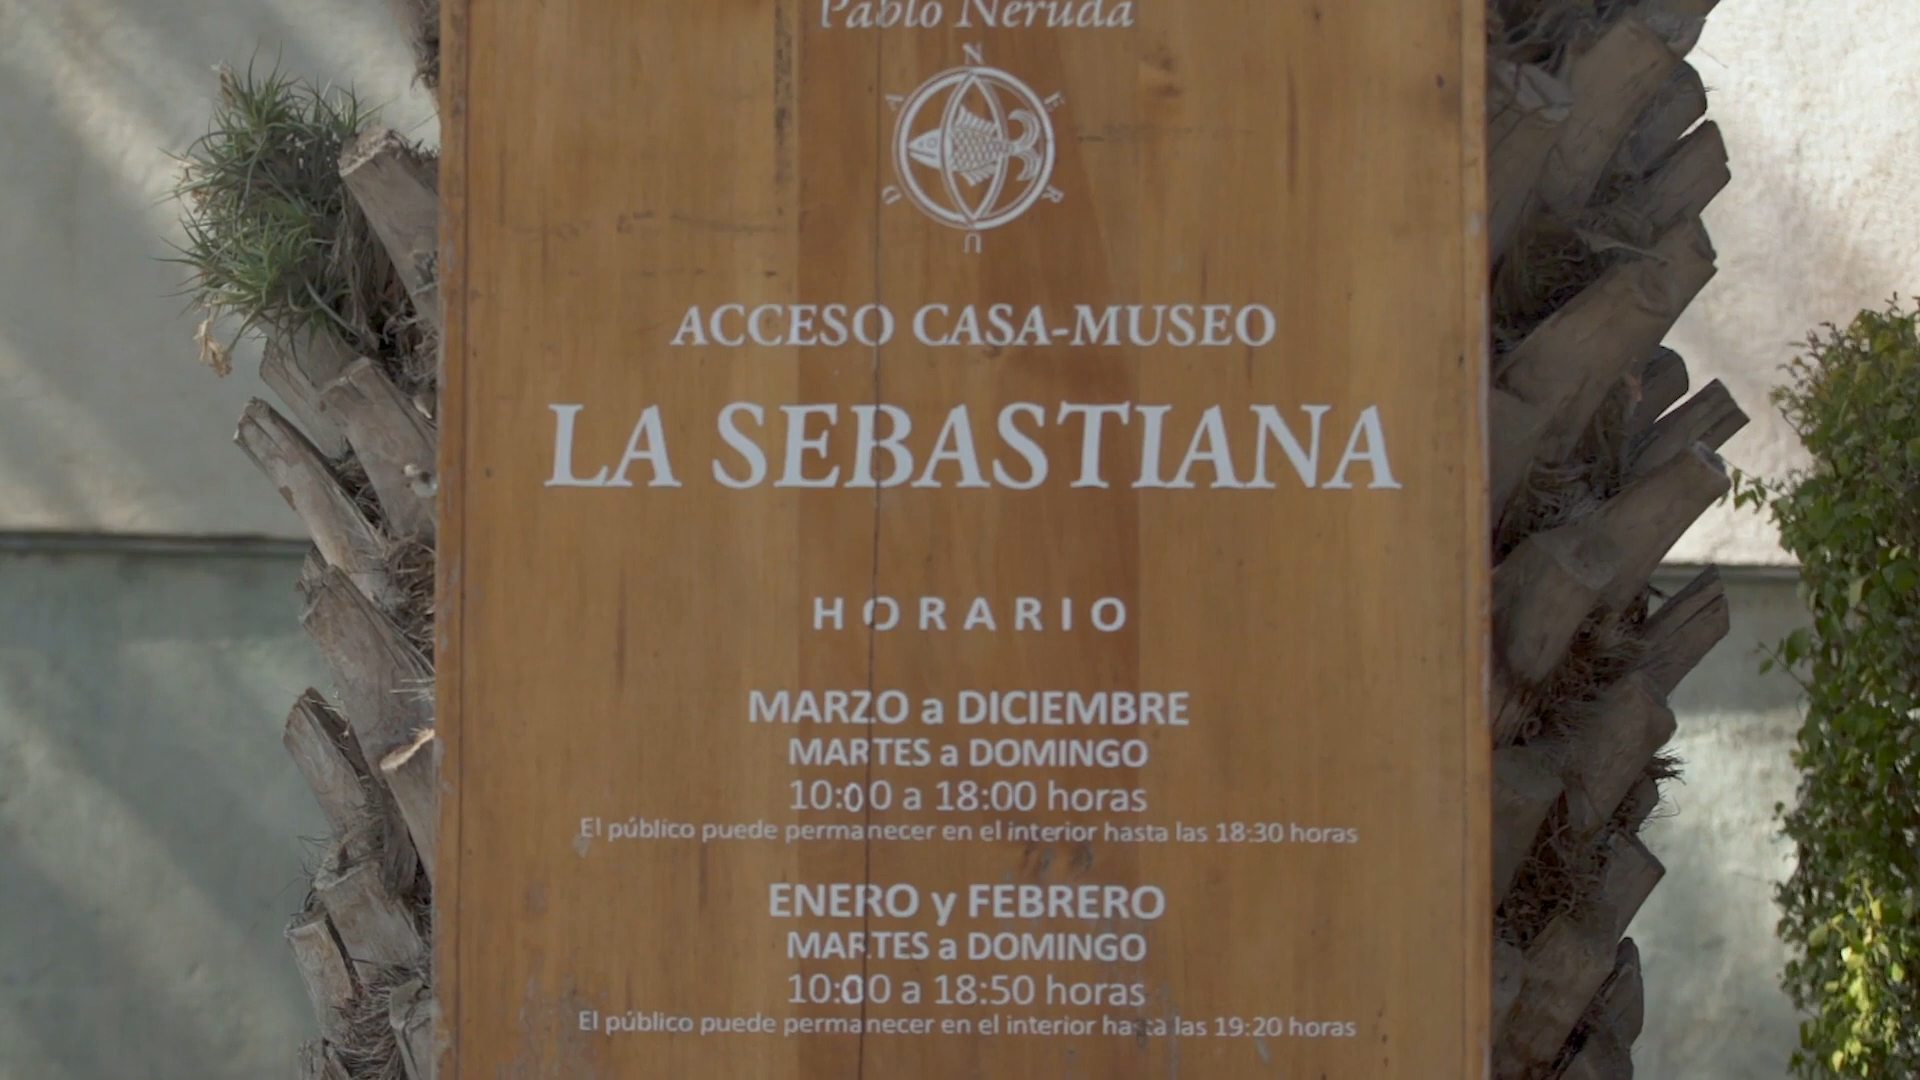 Pablo Neruda
N E R U D A
ACCESO CASA-MUSEO
LA SEBASTIANA
HORARIO
MARZO a DICIEMBRE
MARTES a DOMINGO
10:00 a 18:00 horas
El público puede permanecer en el interior hasta las 18:30 horas
ENERO y FEBRERO
MARTES a DOMINGO
10:00 a 18:50 horas
El público puede permanecer en el interior hasta las 19:20 horas